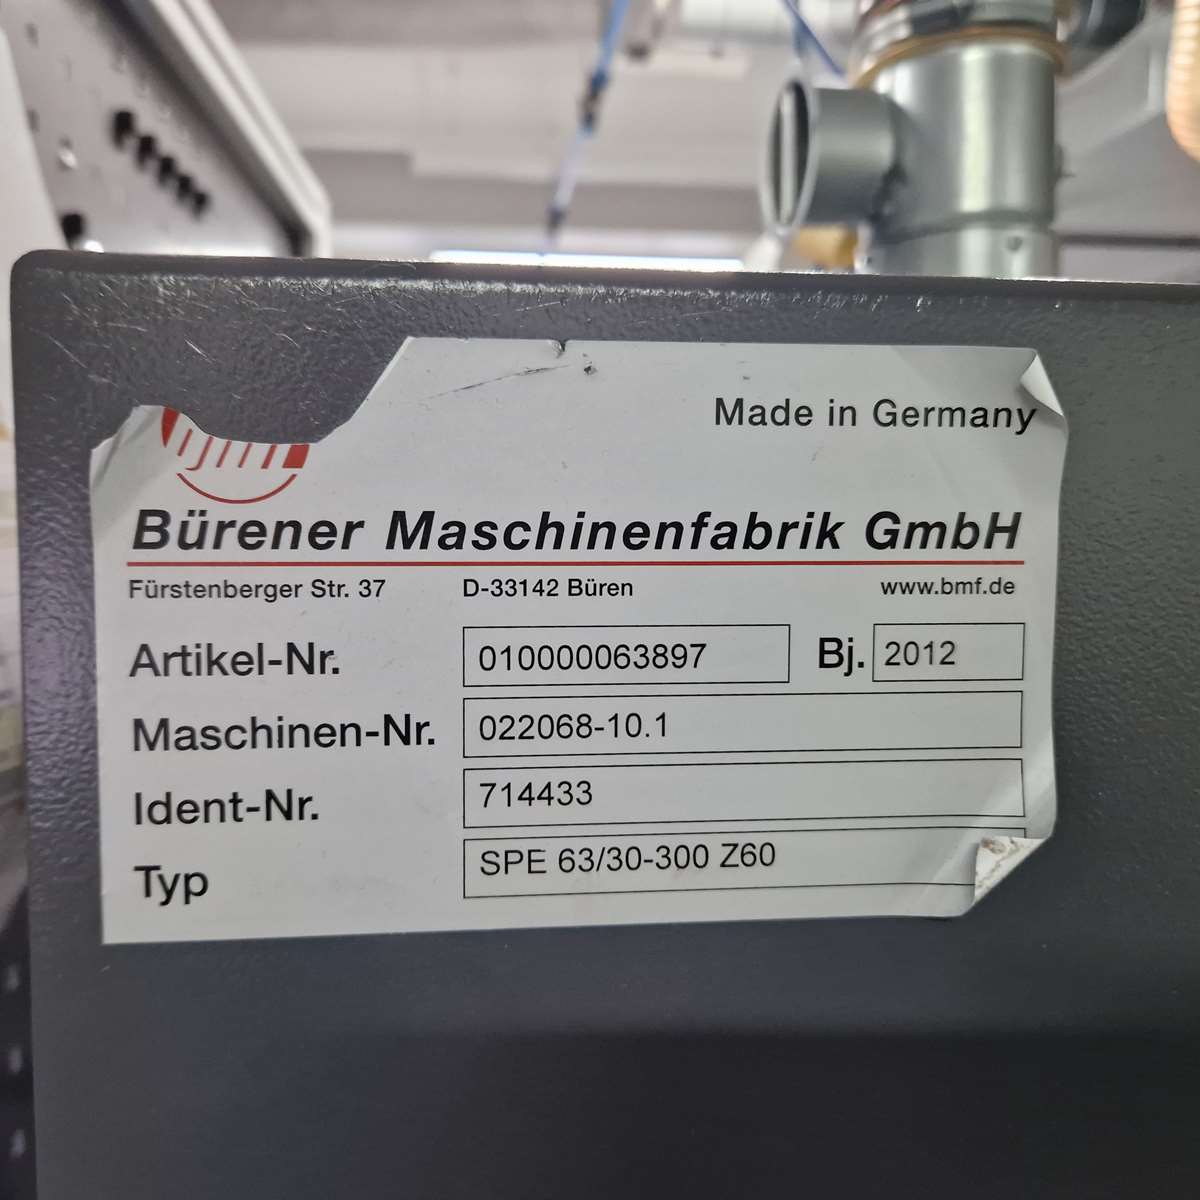 Made in Germany
Bürener Maschinenfabrik GmbH
Fürstenberger Str. 37 D-33142 Büren www.bmf.de
Artikel-Nr. 010000063897 Bj. 2012
Maschinen-Nr. 022068-10.1
Ident-Nr. 714433
Typ SPE 63/30-300 Z60